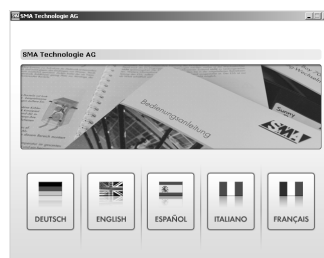 SMA Technologie AG
SMA Technologie AG
Bedienungsanleitung
SMA
DEUTSCH
ENGLISH
ESPAÑOL
ITALIANO
FRANÇAIS